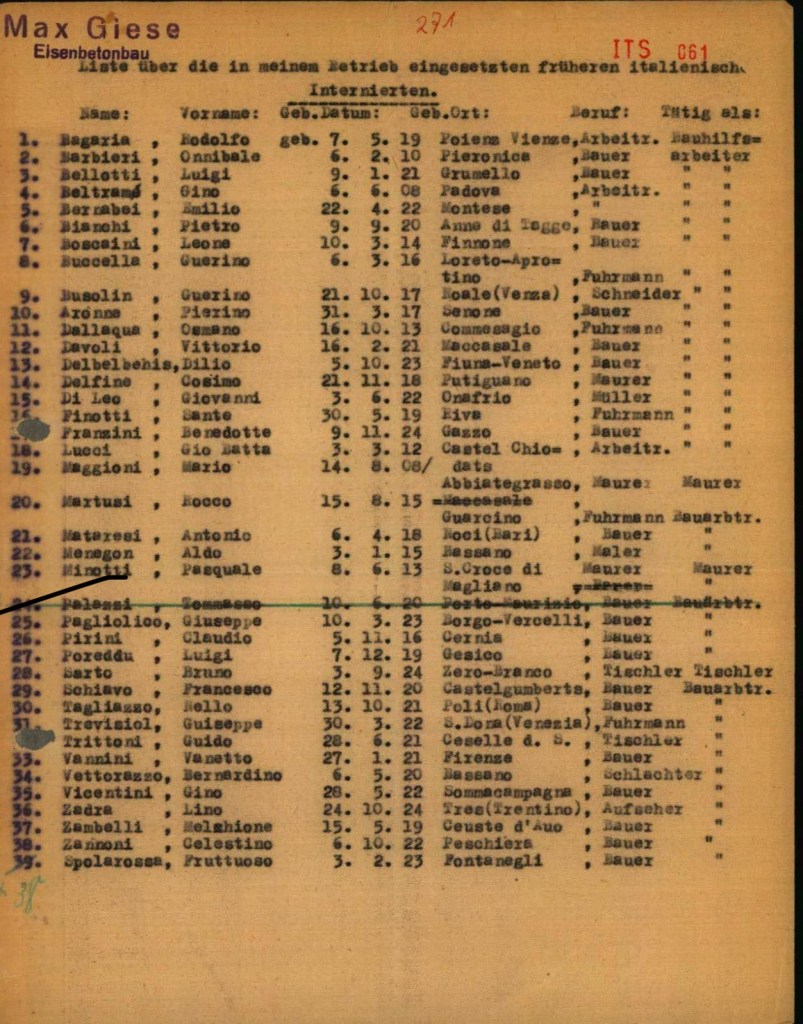 Max Giese
Eisenbetonbau
271
ITS 061
Liste über die in meinem Betrieb eingesetzten früheren italienisch
Internierten.
Name: Vorname: Geb.Datum: Geb.Ort: Beruf: Tätig als:
1. Bagaria , Rodolfo geb. 7. 5. 19 Poiena Vienze,Arbeitr. Bauhilfs=
2. Barbieri , Onnibale 6. 2. 10 Pieronica ,Bauer arbeiter
3. Bellotti , Luigi 9. 1. 21 Grumello ,Bauer " "
4. Beltramé , Gino 6. 6. 08 Padova ,Arbeitr. " "
5. Bernabei , Emilio 22. 4. 22 Montese , " " "
6. Bianchi , Pietro 9. 9. 20 Anne di Tagge, Bauer " "
7. Boscaini , Leone 10. 3. 14 Finnone , Bauer " "
8. Buccella , Guerino 6. 3. 16 Loreto-Apro=
tino ,Fuhrmann " "
9. Busolin , Guerino 21. 10. 17 Noale(Venza) , Schneider " "
10. Aronne , Pierino 31. 3. 17 Senone ,Bauer " "
11. Dallaqua , Osmano 16. 10. 13 Commesagio ,Fuhrmann " "
12. Davoli , Vittorio 16. 2. 21 Maccasale , Bauer " "
13. Delbelbehis,Dilio 5. 10. 23 Fiuna-Veneto , Bauer " "
14. Delfine , Cosimo 21. 11. 18 Putiguano , Maurer " "
15. Di Leo , Giovanni 3. 6. 22 Onafrio , Müller " "
16. Finotti , Sante 30. 5. 19 Riva , Fuhrmann " "
Franzini , Benedotte 9. 11. 24 Gazzo , Bauer " "
18. Lucci , Gio Batta 3. 3. 12 Castel Chio= , Arbeitr. " "
19. Maggioni , Mario 14. 8. 08/ dats
Abbiategrasso, Maurer Maurer
20. Martusi , Rocco 15. 8. 15 =Maccasale ,
Guarcino ,Fuhrmann Bauarbtr.
21. Mataresi , Antonio 6. 4. 18 Noci(Bari) , Bauer "
22. Menegon , Aldo 3. 1. 15 Bassano , Maler "
23. Minotti , Pasquale 8. 6. 13 S.Croce di Maurer Maurer
Magliano "
24. Palazzi , Tommasso 10. 6. 20 Porto Maurizio, Bauer Bauarbtr.
25. Pagliolico, Giuseppe 10. 3. 23 Borgo-Vercelli, Bauer "
26. Pirini , Claudio 5. 11. 16 Cernia , Bauer "
27. Poreddu , Luigi 7. 12. 19 Gesico , Bauer "
28. Sarto , Bruno 3. 9. 24 Zero-Branco , Tischler Tischler
29. Schiavo , Francesco 12. 11. 20 Castelgumberts, Bauer Bauarbtr.
30. Tagliazzo, Nello 13. 10. 21 Poli(Roma) , Bauer "
31. Trevisiol, Guiseppe 30. 3. 22 S.Dona(Venezia),Fuhrmann "
Trittoni , Guido 28. 6. 21 Ceselle d. S. , Tischler "
33. Vannini , Vanetto 27. 1. 21 Firenze , Bauer "
34. Vettorazzo, Bernardino 6. 5. 20 Bassano , Schlachter "
35. Vicentini , Gino 28. 5. 22 Sommacampagna , Bauer "
36. Zadra , Lino 24. 10. 24 Tres(Trentino), Aufseher "
37. Zambelli , Melahione 15. 5. 19 Ceuste d'Auo , Bauer "
38. Zannoni , Celestino 6. 10. 22 Peschiera , Bauer "
39. Spolarossa, Fruttuoso 3. 2. 23 Fontanegli , Bauer "
38